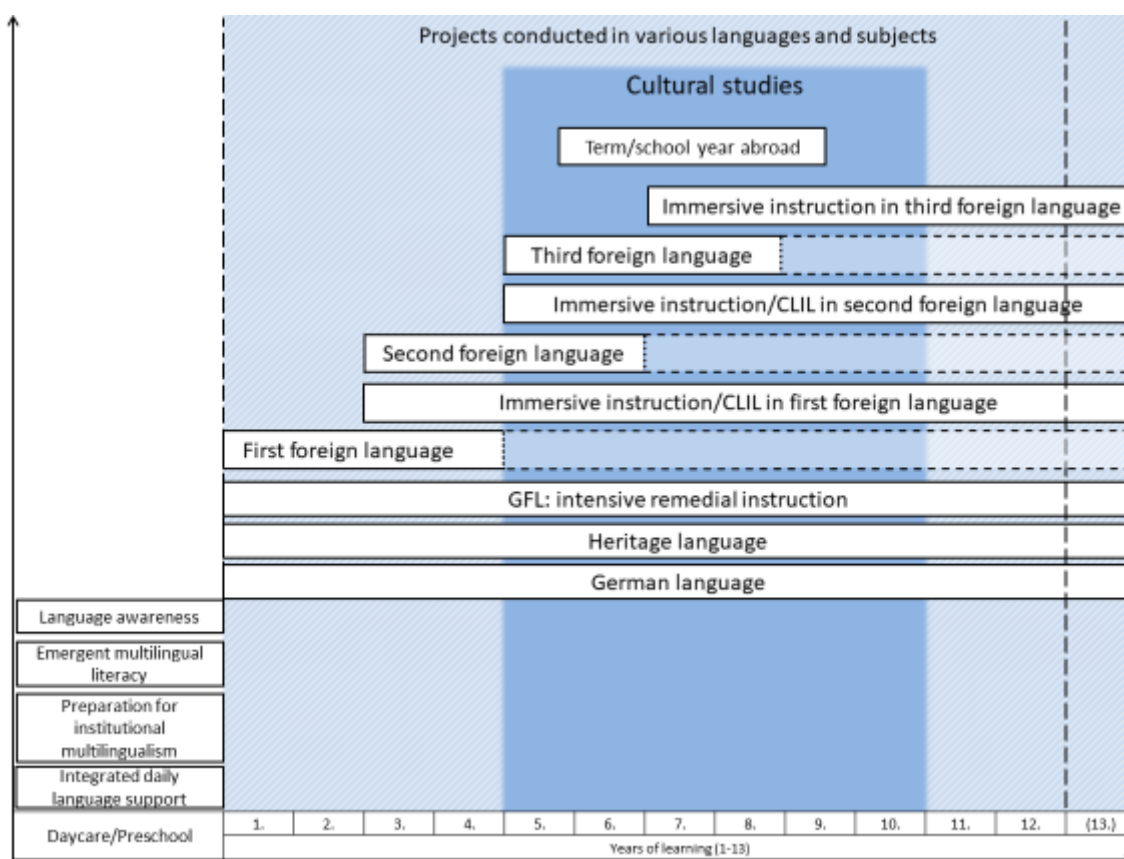 Projects conducted in various languages and subjects
Cultural studies
Term/school year abroad
Immersive instruction in third foreign language
Third foreign language
Immersive instruction/CLIL in second foreign language
Second foreign language
Immersive instruction/CLIL in first foreign language
First foreign language
GFL: intensive remedial instruction
Heritage language
German language
Language awareness
Emergent multilingual
literacy
Preparation for
institutional
multilingualism
Integrated daily
language support
Daycare/Preschool
1. 2. 3. 4. 5. 6. 7. 8. 9. 10. 11. 12. (13.)
Years of learning (1-13)